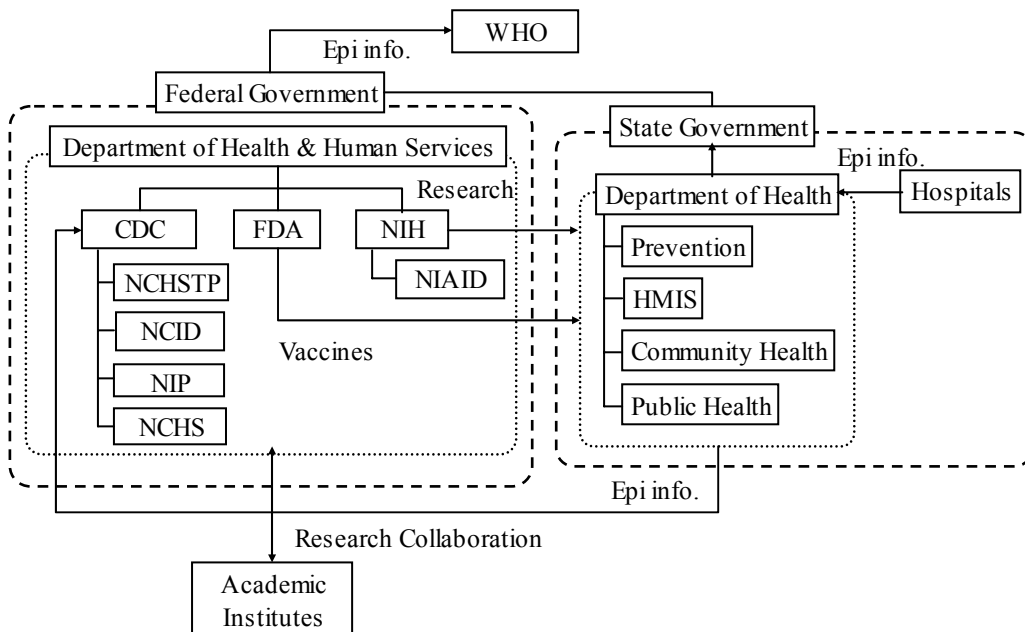 WHO
Epi info.
Federal Government
State Government
Department of Health & Human Services
Epi info.
Research
Department of Health
Hospitals
CDC
FDA
NIH
Prevention
NCHSTP
NIAID
HMIS
NCID
Vaccines
Community Health
NIP
Public Health
NCHS
Epi info.
Research Collaboration
Academic
Institutes